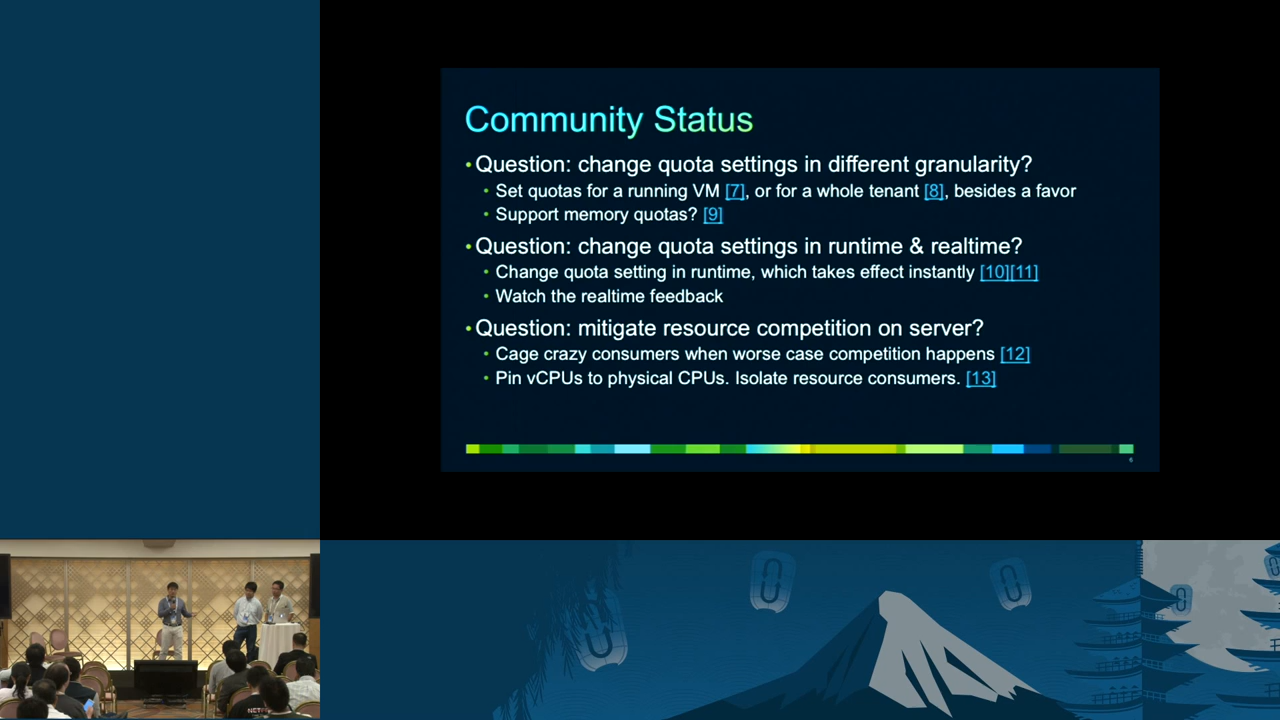 Community Status
• Question: change quota settings in different granularity?
• Set quotas for a running VM [7], or for a whole tenant [8], besides a favor
• Support memory quotas? [9]
• Question: change quota settings in runtime & realtime?
• Change quota setting in runtime, which takes effect instantly [10][11]
• Watch the realtime feedback
• Question: mitigate resource competition on server?
• Cage crazy consumers when worse case competition happens [12]
• Pin vCPUs to physical CPUs. Isolate resource consumers. [13]